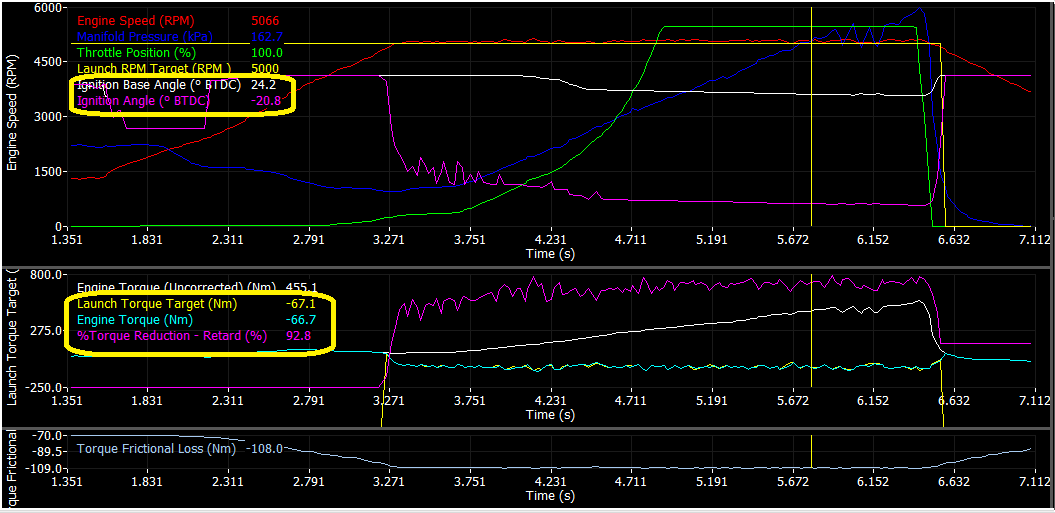 6000
Engine Speed (RPM) 5066
Manifold Pressure (kPa) 162.7
Throttle Position (%) 100.0
4500
Launch RPM Target (RPM ) 5000
Ignition Base Angle (º BTDC) 24.2
Ignition Angle (º BTDC) -20.8
3000
1500
0
Engine Speed (RPM)
1.351 1.831 2.311 2.791 3.271 3.751 4.231 4.711 5.191 5.672 6.152 6.632 7.112
Time (s)
800.0
Engine Torque (Uncorrected) (Nm) 455.1
Launch Torque Target (Nm) -67.1
Engine Torque (Nm) -66.7
275.0
%Torque Reduction - Retard (%) 92.8
-250.0
Launch Torque Target (
1.351 1.831 2.311 2.791 3.271 3.751 4.231 4.711 5.191 5.672 6.152 6.632 7.112
Time (s)
-70.0
Torque Frictional Loss (Nm) -108.0
-89.5
-109.0
que Frictional
1.351 1.831 2.311 2.791 3.271 3.751 4.231 4.711 5.191 5.672 6.152 6.632 7.112
Time (s)